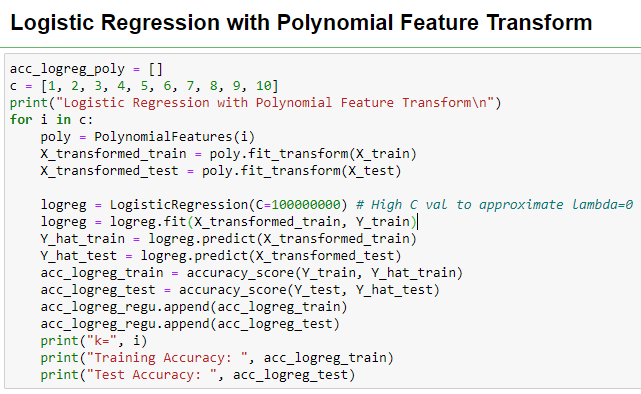 Logistic Regression with Polynomial Feature Transform
acc_logreg_poly = []
c = [1, 2, 3, 4, 5, 6, 7, 8, 9, 10]
print("Logistic Regression with Polynomial Feature Transform\n")
for i in c:
    poly = PolynomialFeatures(i)
    X_transformed_train = poly.fit_transform(X_train)
    X_transformed_test = poly.fit_transform(X_test)
    logreg = LogisticRegression(C=100000000) # High C val to approximate lambda=0
    logreg = logreg.fit(X_transformed_train, Y_train)
    Y_hat_train = logreg.predict(X_transformed_train)
    Y_hat_test = logreg.predict(X_transformed_test)
    acc_logreg_train = accuracy_score(Y_train, Y_hat_train)
    acc_logreg_test = accuracy_score(Y_test, Y_hat_test)
    acc_logreg_regu.append(acc_logreg_train)
    acc_logreg_regu.append(acc_logreg_test)
    print("k=", i)
    print("Training Accuracy: ", acc_logreg_train)
    print("Test Accuracy: ", acc_logreg_test)